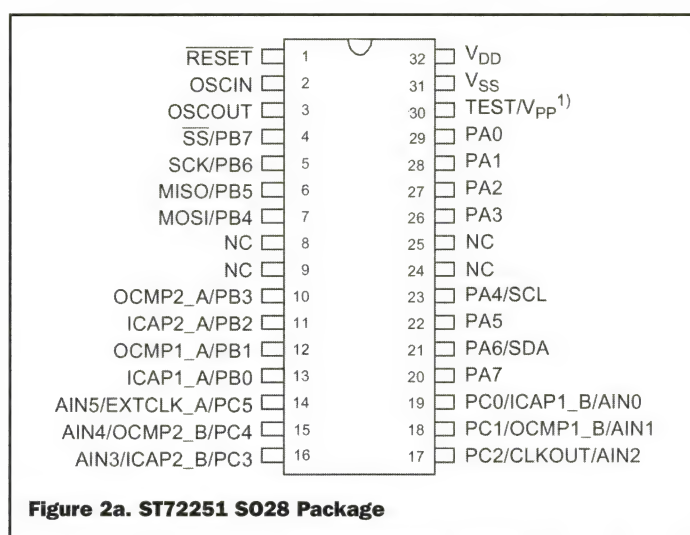 RESET 1 32 VDD
OSCIN 2 31 VSS
OSCOUT 3 30 TEST/VPP1)
SS/PB7 4 29 PA0
SCK/PB6 5 28 PA1
MISO/PB5 6 27 PA2
MOSI/PB4 7 26 PA3
NC 8 25 NC
NC 9 24 NC
OCMP2_A/PB3 10 23 PA4/SCL
ICAP2_A/PB2 11 22 PA5
OCMP1_A/PB1 12 21 PA6/SDA
ICAP1_A/PB0 13 20 PA7
AIN5/EXTCLK_A/PC5 14 19 PC0/ICAP1_B/AIN0
AIN4/OCMP2_B/PC4 15 18 PC1/OCMP1_B/AIN1
AIN3/ICAP2_B/PC3 16 17 PC2/CLKOUT/AIN2
Figure 2a. ST72251 SO28 Package